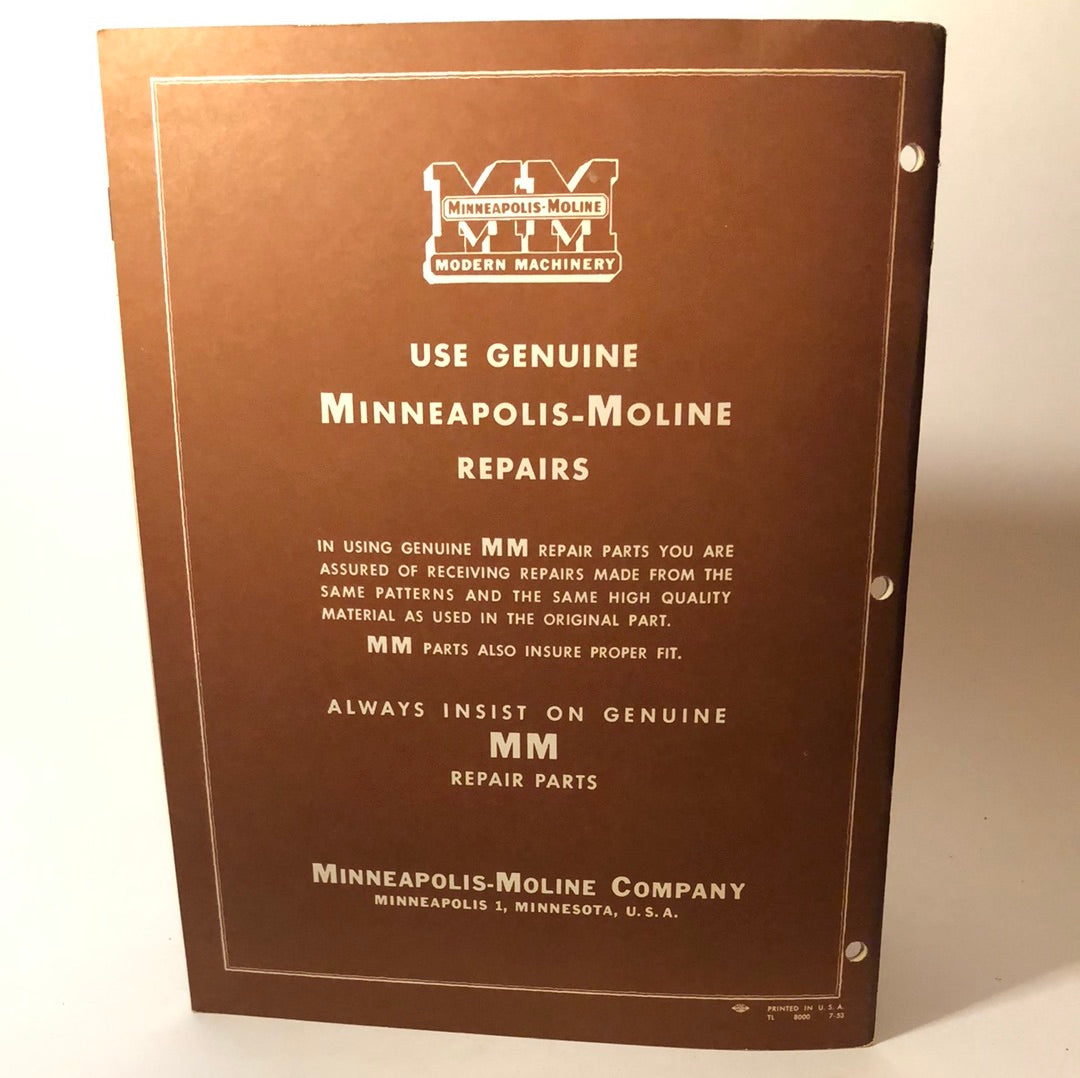 MINNEAPOLIS-MOLINE
MODERN MACHINERY
USE GENUINE
MINNEAPOLIS-MOLINE
REPAIRS
IN USING GENUINE MM REPAIR PARTS YOU ARE
ASSURED OF RECEIVING REPAIRS MADE FROM THE
SAME PATTERNS AND THE SAME HIGH QUALITY
MATERIAL AS USED IN THE ORIGINAL PART.
MM PARTS ALSO INSURE PROPER FIT.
ALWAYS INSIST ON GENUINE
MM
REPAIR PARTS
MINNEAPOLIS-MOLINE COMPANY
MINNEAPOLIS 1, MINNESOTA, U.S.A.
PRINTED IN U.S.A.
TL 8000 7-53